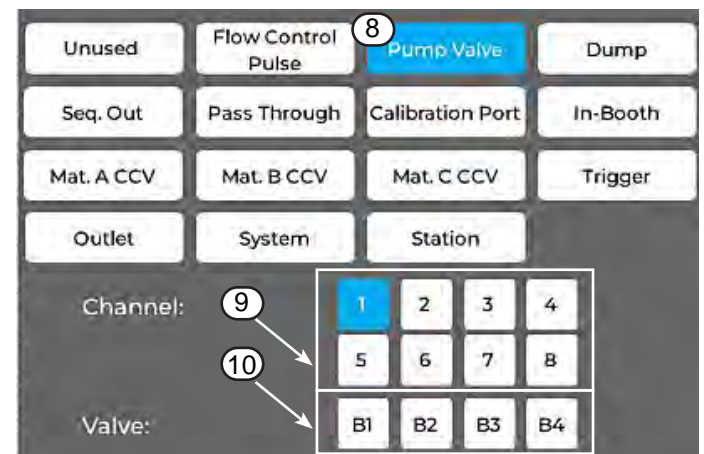 8
Unused
Flow Control
Pulse
Pump Valve
Dump
Seq. Out
Pass Through
Calibration Port
In-Booth
Mat. A CCV
Mat. B CCV
Mat. C CCV
Trigger
Outlet
System
Station
Channel:
9
1
2
3
4
5
6
7
8
10
Valve:
B1
B2
B3
B4